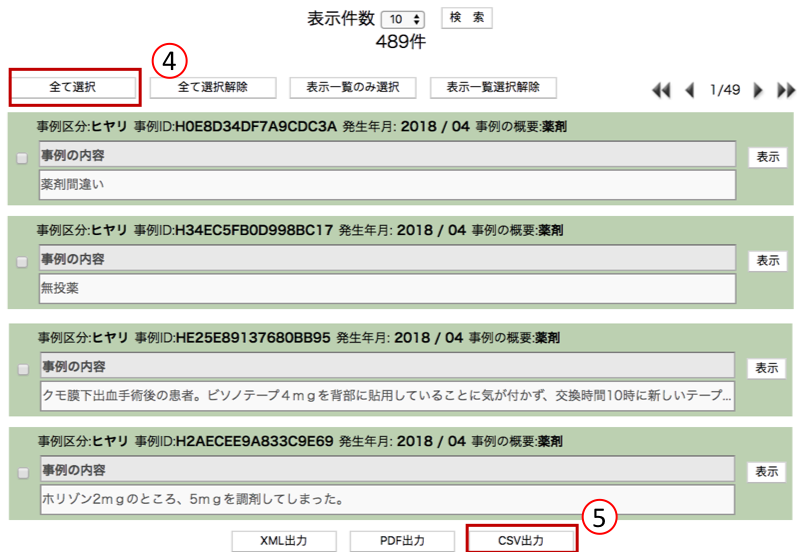 表示件数 10 検 索
489件
④
全て選択 全て選択解除 表示一覧のみ選択 表示一覧選択解除 1/49
事例区分:ヒヤリ 事例ID:H0E8D34DF7A9CDC3A 発生年月: 2018 / 04 事例の概要:薬剤
事例の内容
表示
薬剤間違い
事例区分:ヒヤリ 事例ID:H34EC5FB0D998BC17 発生年月: 2018 / 04 事例の概要:薬剤
事例の内容
表示
無投薬
事例区分:ヒヤリ 事例ID:HE25E89137680BB95 発生年月: 2018 / 04 事例の概要:薬剤
事例の内容
表示
クモ膜下出血手術後の患者。ビソノテープ４ｍｇを背部に貼用していることに気が付かず、交換時間10時に新しいテープ...
事例区分:ヒヤリ 事例ID:H2AECEE9A833C9E69 発生年月: 2018 / 04 事例の概要:薬剤
事例の内容
表示
ホリゾン2ｍｇのところ、5ｍｇを調剤してしまった。
⑤
XML出力 PDF出力 CSV出力